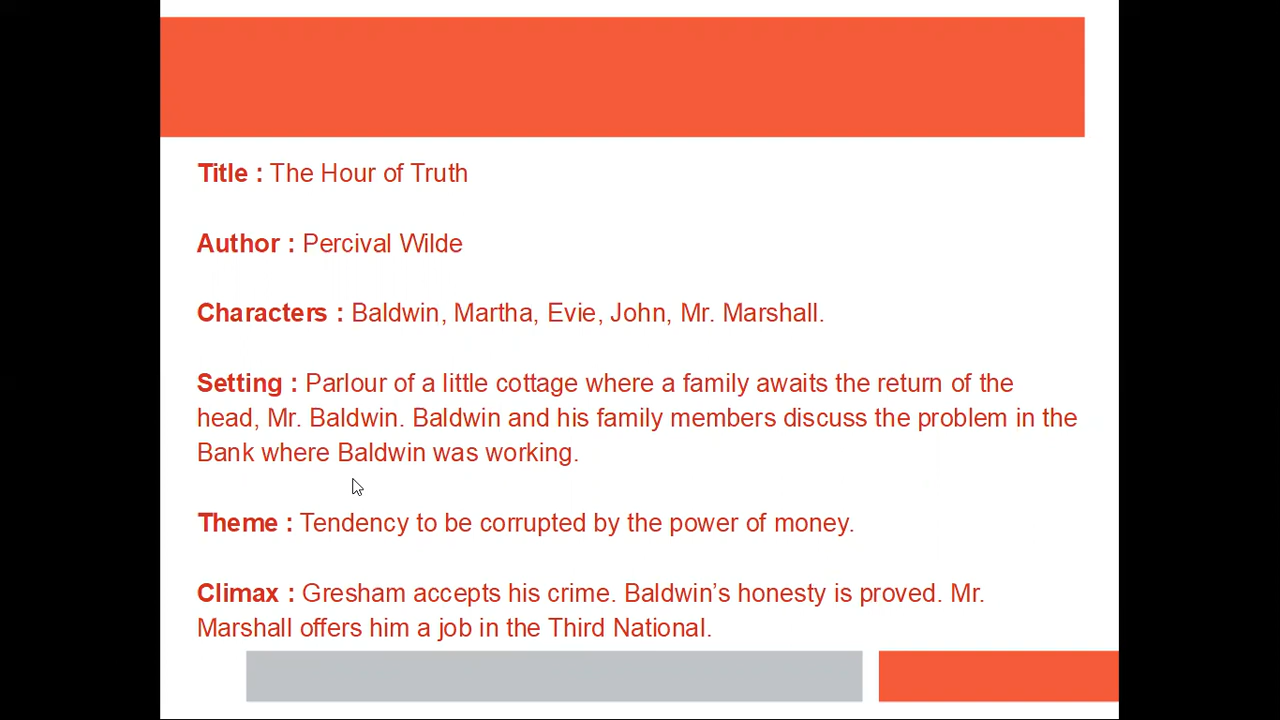 Title : The Hour of Truth
Author : Percival Wilde
Characters : Baldwin, Martha, Evie, John, Mr. Marshall.
Setting : Parlour of a little cottage where a family awaits the return of the
head, Mr. Baldwin. Baldwin and his family members discuss the problem in the
Bank where Baldwin was working.
Theme : Tendency to be corrupted by the power of money.
Climax : Gresham accepts his crime. Baldwin’s honesty is proved. Mr.
Marshall offers him a job in the Third National.